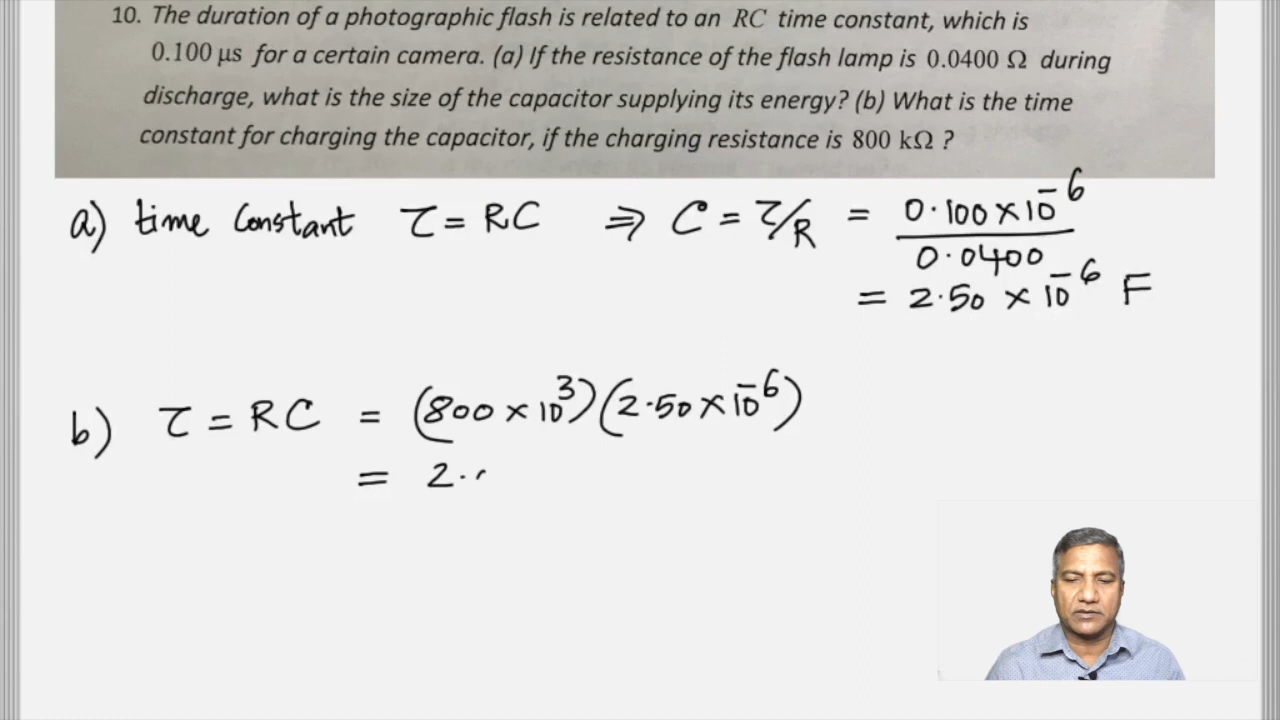 10. The duration of a photographic flash is related to an RC time constant, which is
0.100 μs for a certain camera. (a) If the resistance of the flash lamp is 0.0400 Ω during
discharge, what is the size of the capacitor supplying its energy? (b) What is the time
constant for charging the capacitor, if the charging resistance is 800 kΩ ?
a) time constant τ = RC ⇒ C = τ/R = 0.100 × 10⁻⁶
0.0400
= 2.50 × 10⁻⁶ F
b) τ = RC = (800 × 10³)(2.50 × 10⁻⁶)
= 2.